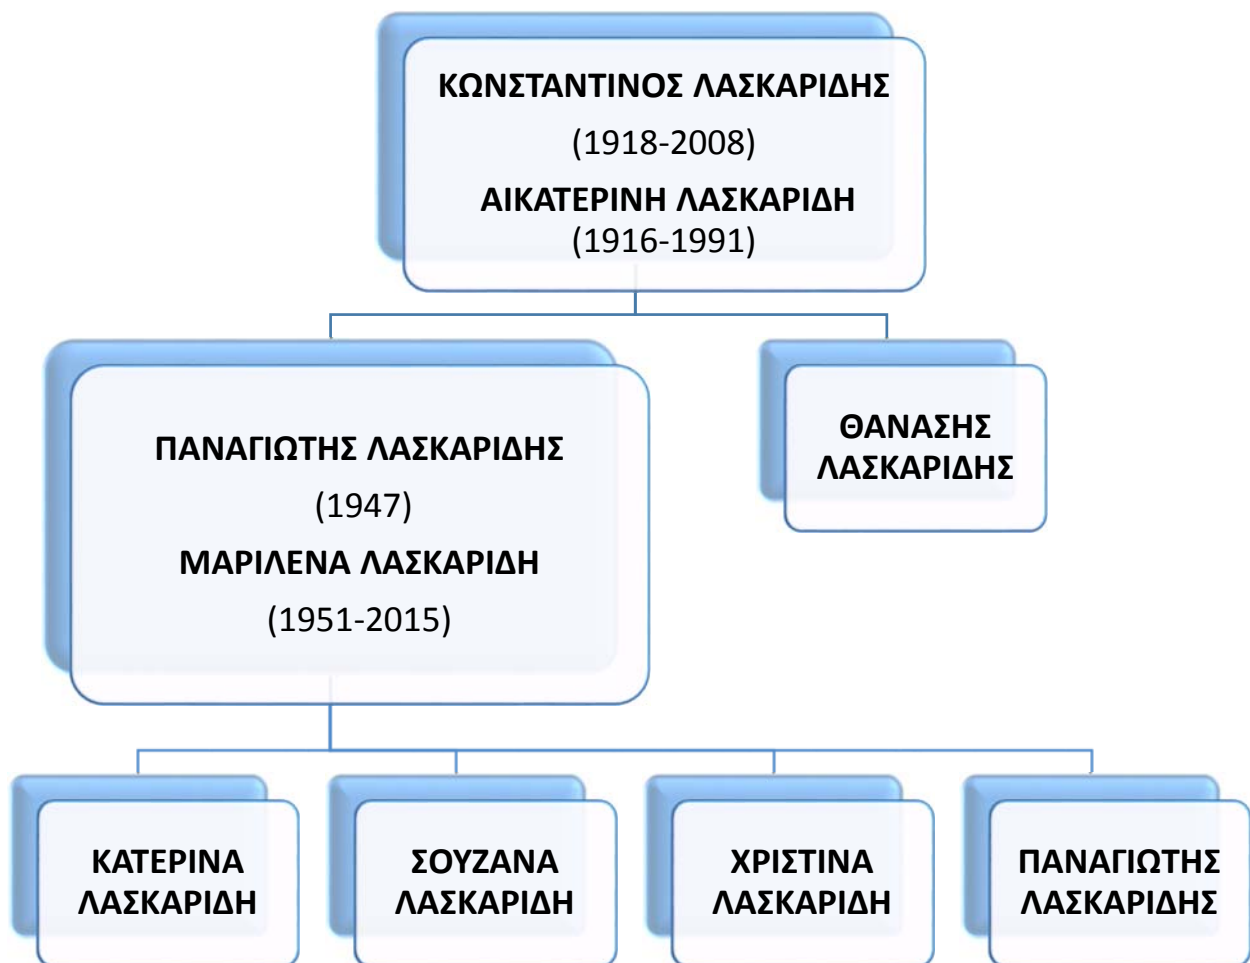 ΚΩΝΣΤΑΝΤΙΝΟΣ ΛΑΣΚΑΡΙΔΗΣ
(1918-2008)
ΑΙΚΑΤΕΡΙΝΗ ΛΑΣΚΑΡΙΔΗ
(1916-1991)
ΠΑΝΑΓΙΩΤΗΣ ΛΑΣΚΑΡΙΔΗΣ
(1947)
ΜΑΡΙΛΕΝΑ ΛΑΣΚΑΡΙΔΗ
(1951-2015)
ΘΑΝΑΣΗΣ
ΛΑΣΚΑΡΙΔΗΣ
ΚΑΤΕΡΙΝΑ
ΛΑΣΚΑΡΙΔΗ
ΣΟΥΖΑΝΑ
ΛΑΣΚΑΡΙΔΗ
ΧΡΙΣΤΙΝΑ
ΛΑΣΚΑΡΙΔΗ
ΠΑΝΑΓΙΩΤΗΣ
ΛΑΣΚΑΡΙΔΗΣ